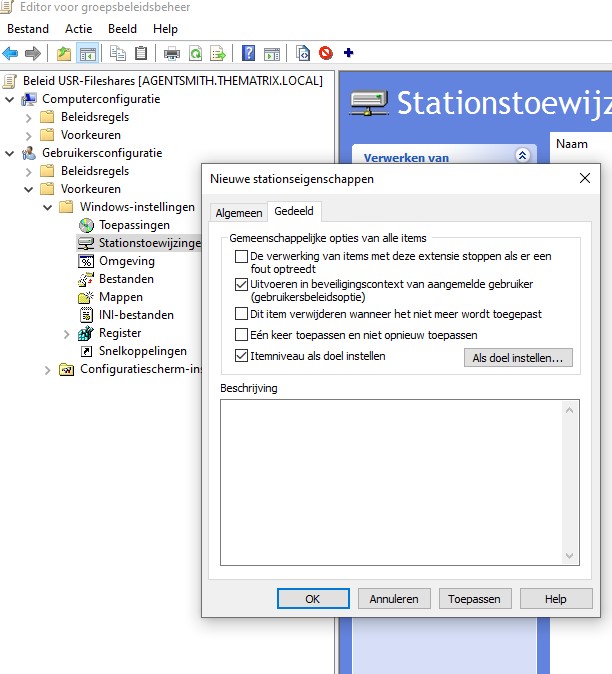 Editor voor groepsbeleidsbeheer
Bestand Actie Beeld Help
Beleid USR-Fileshares [AGENTSMITH.THEMATRIX.LOCAL]
Computerconfiguratie
Beleidsregels
Voorkeuren
Gebruikersconfiguratie
Beleidsregels
Voorkeuren
Windows-instellingen
Toepassingen
Stationstoewijzinge
Omgeving
Bestanden
Mappen
INI-bestanden
Register
Snelkoppelingen
Configuratiescherm-ins
Stationstoewijz
Verwerken van
Naam
Nieuwe stationseigenschappen
Algemeen Gedeeld
Gemeenschappelijke opties van alle items
De verwerking van items met deze extensie stoppen als er een
fout optreedt
Uitvoeren in beveiligingscontext van aangemelde gebruiker
(gebruikersbeleidsoptie)
Dit item verwijderen wanneer het niet meer wordt toegepast
Eén keer toepassen en niet opnieuw toepassen
Itemniveau als doel instellen
Als doel instellen...
Beschrijving
OK Annuleren Toepassen Help